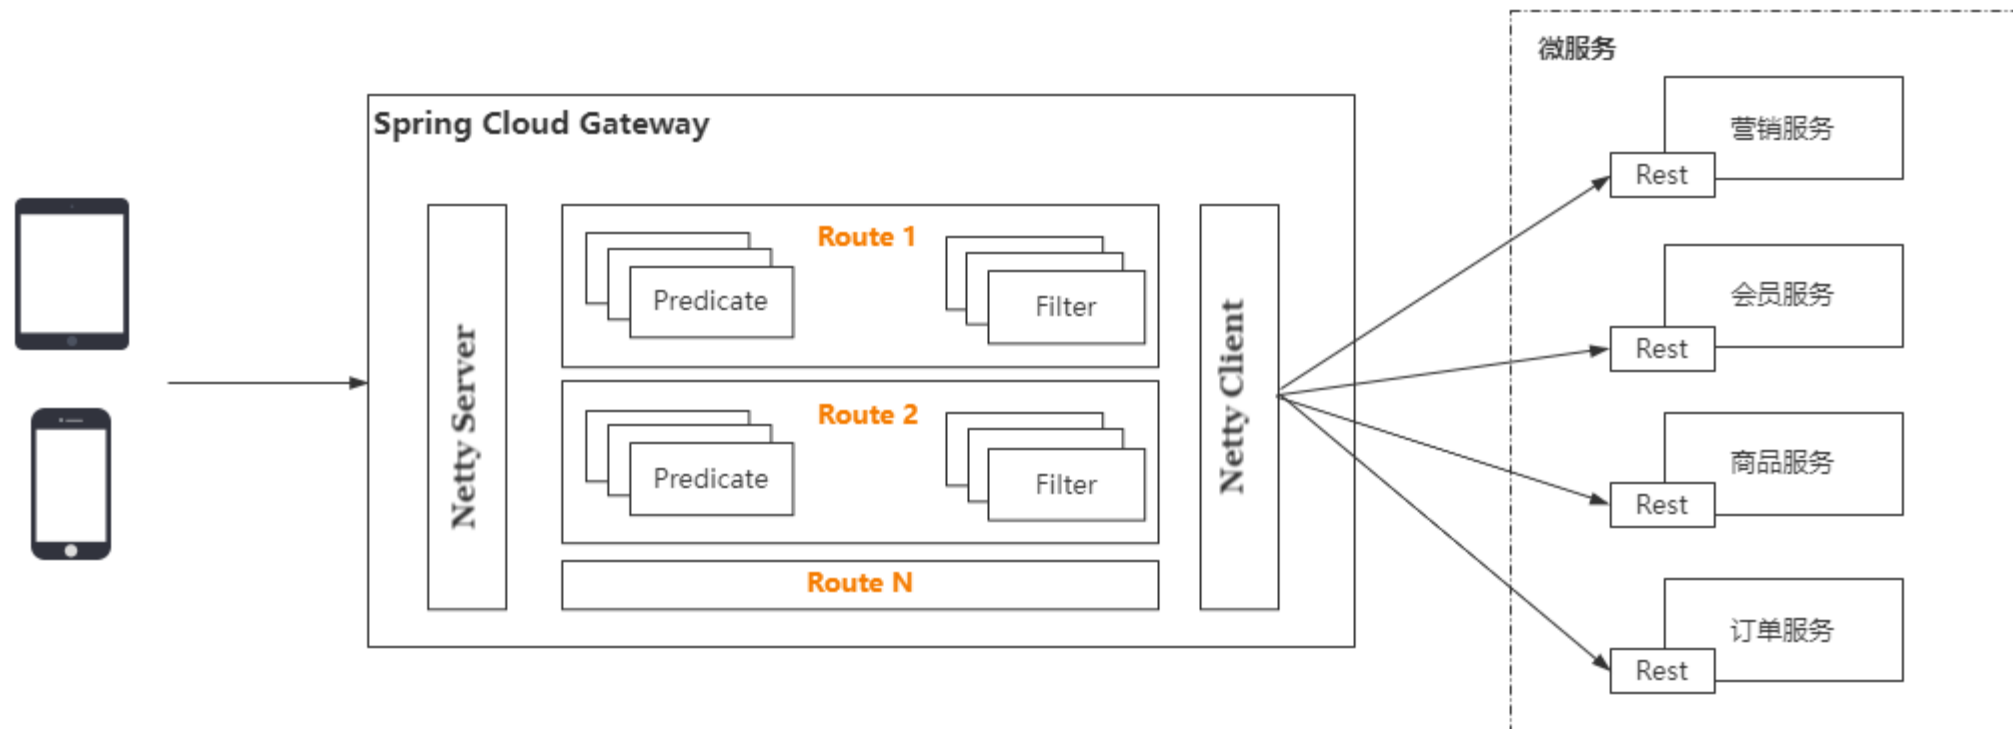 Spring Cloud Gateway
Netty Server
Route 1
Predicate
Filter
Route 2
Predicate
Filter
Route N
Netty Client
微服务
营销服务
Rest
会员服务
Rest
商品服务
Rest
订单服务
Rest